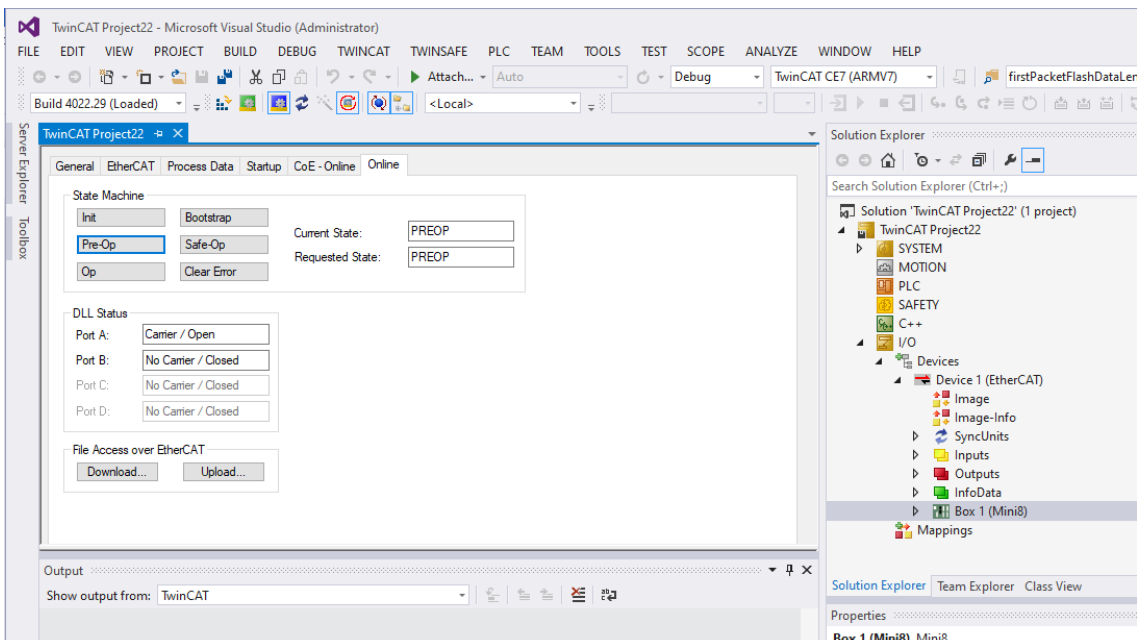 TwinCAT Project22 - Microsoft Visual Studio (Administrator)
FILE EDIT VIEW PROJECT BUILD DEBUG TWINCAT TWINSAFE PLC TEAM TOOLS TEST SCOPE ANALYZE WINDOW HELP
Attach... Auto Debug TwinCAT CE7 (ARMV7) firstPacketFlashDataLen
Build 4022.29 (Loaded) <Local>
Server Explorer
Toolbox
TwinCAT Project22
General EtherCAT Process Data Startup CoE - Online Online
State Machine
Init Bootstrap
Pre-Op Safe-Op
Op Clear Error
Current State: PREOP
Requested State: PREOP
DLL Status
Port A: Carrier / Open
Port B: No Carrier / Closed
Port C: No Carrier / Closed
Port D: No Carrier / Closed
File Access over EtherCAT
Download... Upload...
Output
Show output from: TwinCAT
Solution Explorer
Search Solution Explorer (Ctrl+;)
Solution 'TwinCAT Project22' (1 project)
TwinCAT Project22
SYSTEM
MOTION
PLC
SAFETY
C++
I/O
Devices
Device 1 (EtherCAT)
Image
Image-Info
SyncUnits
Inputs
Outputs
InfoData
Box 1 (Mini8)
Mappings
Solution Explorer Team Explorer Class View
Properties
Box 1 (Mini8) Mini8